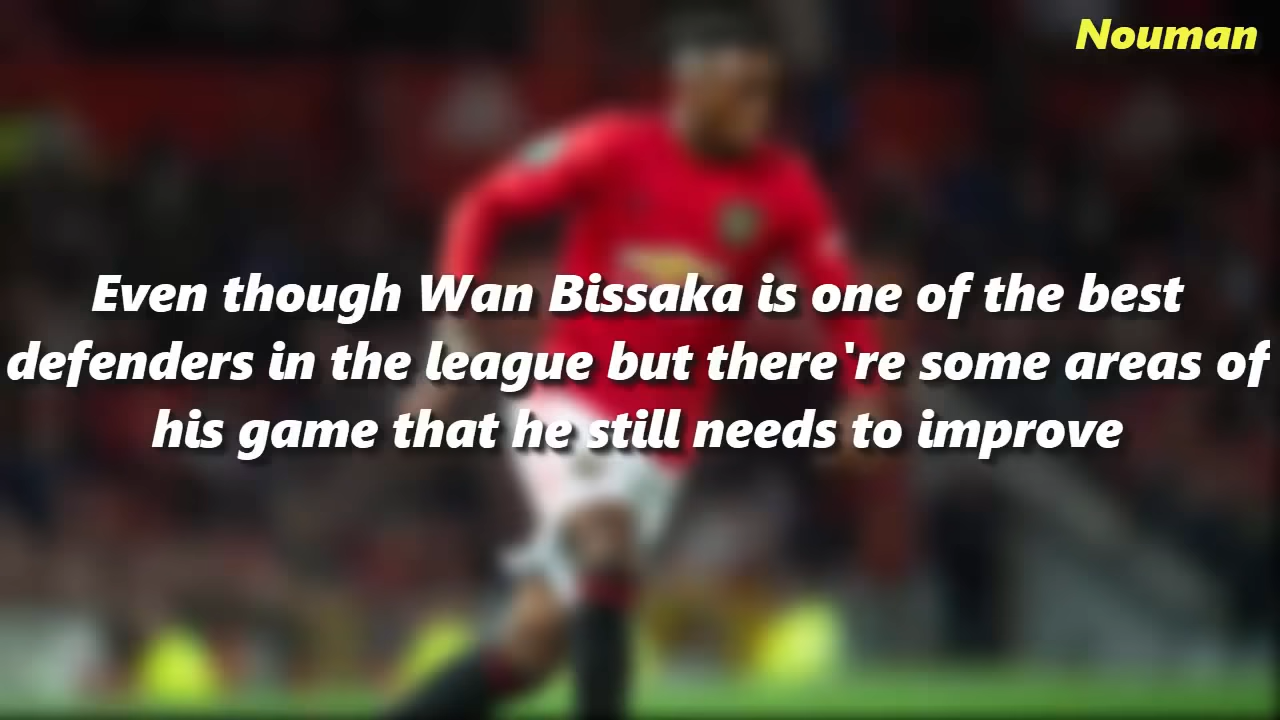 Nouman
Even though Wan Bissaka is one of the best
defenders in the league but there're some areas of
his game that he still needs to improve